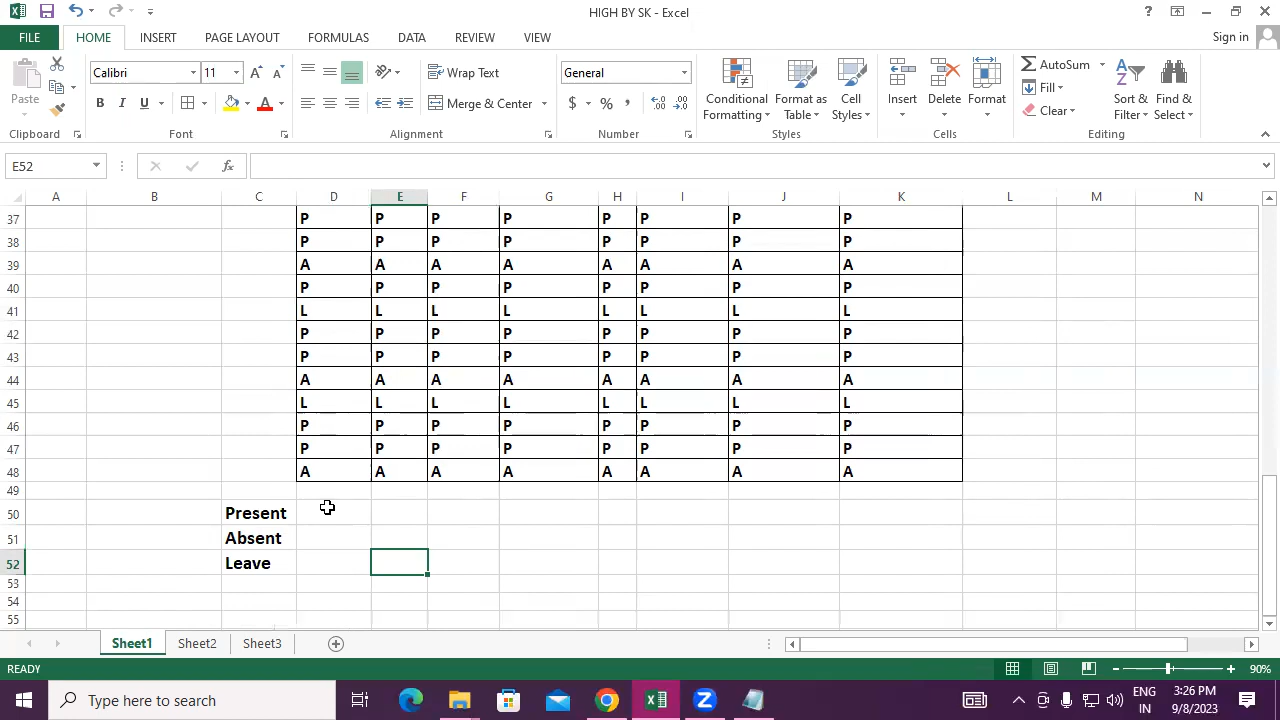 HIGH BY SK - Excel
Sign in
FILE HOME INSERT PAGE LAYOUT FORMULAS DATA REVIEW VIEW
Paste
Calibri 11
B I U
Wrap Text
Merge & Center
General
$ % ,
Conditional Formatting
Format as Table
Cell Styles
Insert Delete Format
AutoSum
Fill
Clear
Sort & Filter
Find & Select
Clipboard Font Alignment Number Styles Cells Editing
E52
A B C D E F G H I J K L M N
37 P P P P P P P P
38 P P P P P P P P
39 A A A A A A A A
40 P P P P P P P P
41 L L L L L L L L
42 P P P P P P P P
43 P P P P P P P P
44 A A A A A A A A
45 L L L L L L L L
46 P P P P P P P P
47 P P P P P P P P
48 A A A A A A A A
49
50 Present
51 Absent
52 Leave
53
54
55
Sheet1 Sheet2 Sheet3
READY 90%
Type here to search
ENG IN
3:26 PM
9/8/2023